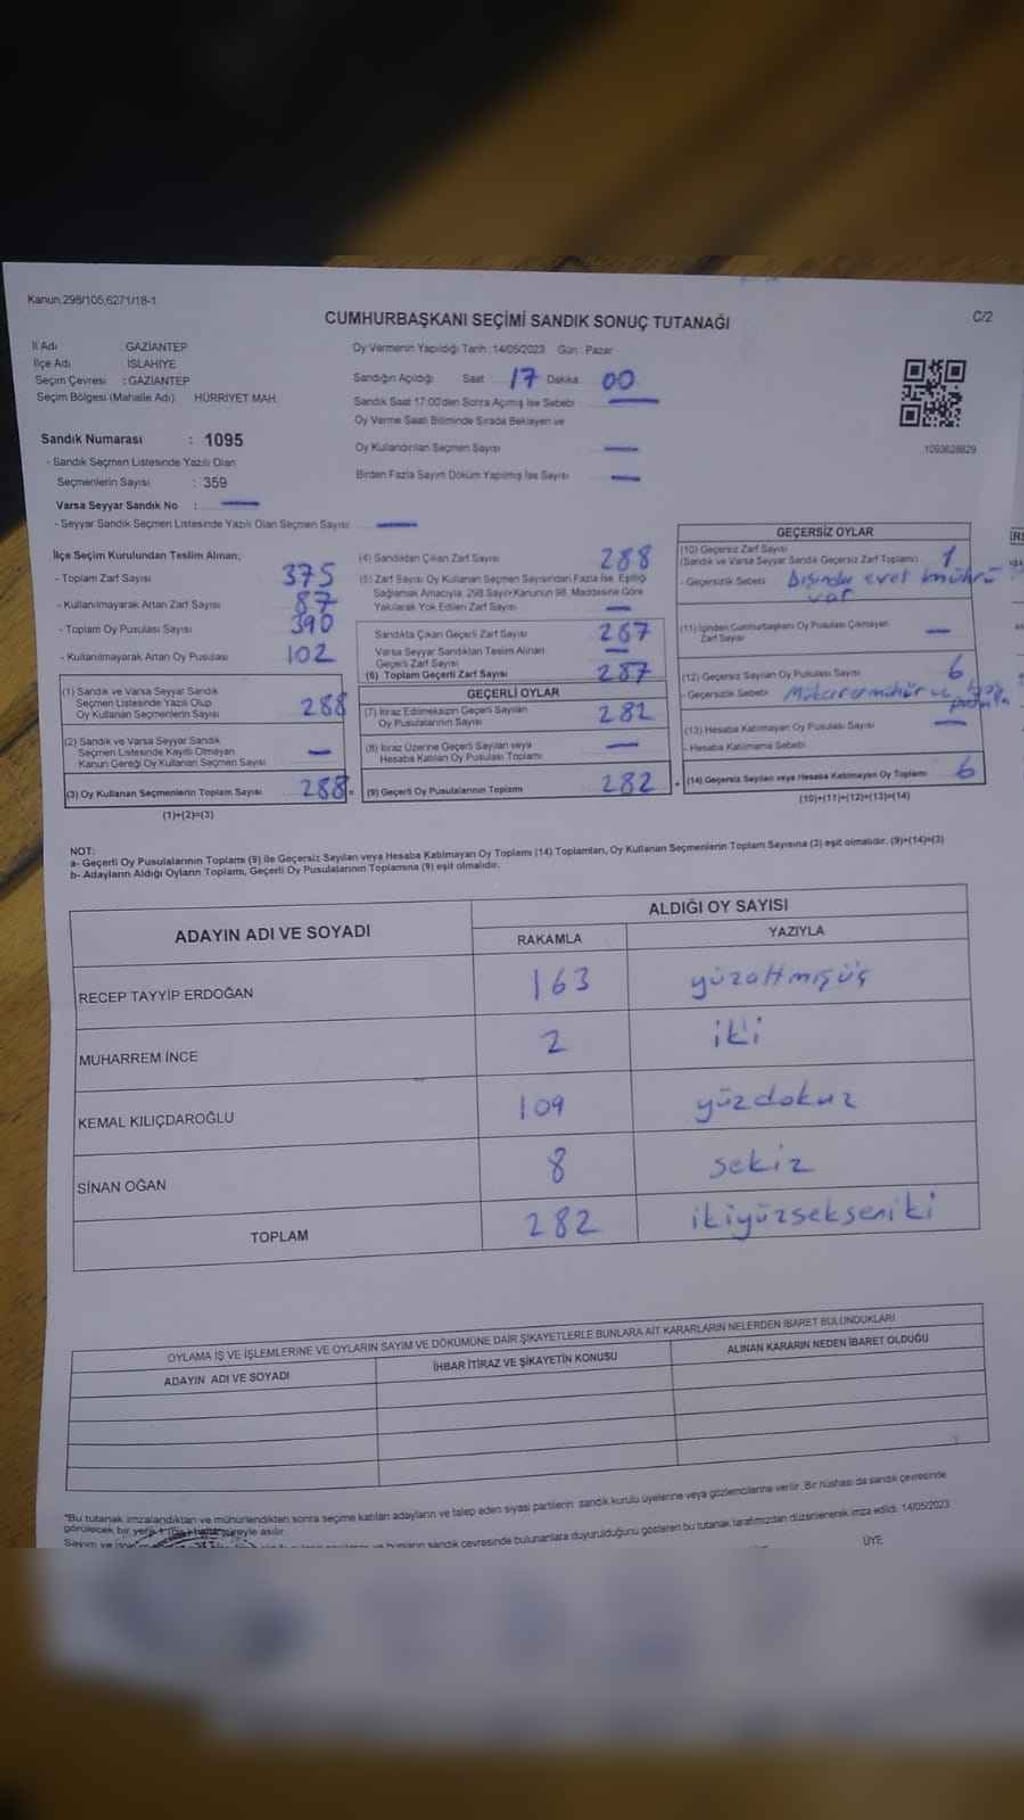 Kanun.298/105,6271/18-1
CUMHURBAŞKANI SEÇİMİ SANDIK SONUÇ TUTANAĞI
C/2
İl Adı GAZİANTEP
İlçe Adı İSLAHİYE
Seçim Çevresi : GAZİANTEP
Seçim Bölgesi (Mahalle Adı) HÜRRİYET MAH.
Oy Vermenin Yapıldığı Tarih :14/05/2023 Gün : Pazar
Sandığın Açıldığı Saat 17 Dakika 00
Sandık Saat 17:00'den Sonra Açılmış İse Sebebi
Oy Verme Saati Bitiminde Sırada Bekleyen ve
Oy Kullandırılan Seçmen Sayısı
Birden Fazla Sayım Döküm Yapılmış İse Sayısı
1093628829
Sandık Numarası : 1095
- Sandık Seçmen Listesinde Yazılı Olan
Seçmenlerin Sayısı : 359
Varsa Seyyar Sandık No :
- Seyyar Sandık Seçmen Listesinde Yazılı Olan Seçmen Sayısı
İlçe Seçim Kurulundan Teslim Alınan;
- Toplam Zarf Sayısı 375
- Kullanılmayarak Artan Zarf Sayısı 87
- Toplam Oy Pusulası Sayısı 390
- Kullanılmayarak Artan Oy Pusulası 102
(1) Sandık ve Varsa Seyyar Sandık
Seçmen Listesinde Yazılı Olup
Oy Kullanan Seçmenlerin Sayısı 288
(2) Sandık ve Varsa Seyyar Sandık
Seçmen Listesinde Kayıtlı Olmayan
Kanun Gereği Oy Kullanan Seçmen Sayısı
(3) Oy Kullanan Seçmenlerin Toplam Sayısı 288
(1)+(2)=(3)
(4) Sandıktan Çıkan Zarf Sayısı 288
(5) Zarf Sayısı Oy Kullanan Seçmen Sayısından Fazla İse, Eşitliği
Sağlamak Amacıyla, 298 Sayılı Kanunun 98. Maddesine Göre
Yakılarak Yok Edilen Zarf Sayısı
Sandıkta Çıkan Geçerli Zarf Sayısı 287
Varsa Seyyar Sandıktan Teslim Alınan
Geçerli Zarf Sayısı
(6) Toplam Geçerli Zarf Sayısı 287
GEÇERLİ OYLAR
(7) İtiraz Edilmeksizin Geçerli Sayılan
Oy Pusulalarının Sayısı 282
(8) İtiraz Üzerine Geçerli Sayılan veya
Hesaba Katılan Oy Pusulası Toplamı
(9) Geçerli Oy Pusulalarının Toplamı 282
GEÇERSİZ OYLAR
(10) Geçersiz Zarf Sayısı
(Sandık ve Varsa Seyyar Sandık Geçersiz Zarf Toplamı) 1
- Geçersizlik Sebebi Dışında evet mührü
var
(11) İçinden Cumhurbaşkanı Oy Pusulası Çıkmayan
Zarf Sayısı
(12) Geçersiz Sayılan Oy Pusulası Sayısı 6
- Geçersizlik Sebebi
(13) Hesaba Katılmayan Oy Pusulası Sayısı
- Hesaba Katılmama Sebebi
(14) Geçersiz Sayılan veya Hesaba Katılmayan Oy Toplamı 6
(10)+(11)+(12)+(13)=(14)
NOT:
a- Geçerli Oy Pusulalarının Toplamı (9) ile Geçersiz Sayılan veya Hesaba Katılmayan Oy Toplamı (14) Toplamları, Oy Kullanan Seçmenlerin Toplam Sayısına (3) eşit olmalıdır. (9)+(14)=(3)
b- Adayların Aldığı Oyların Toplamı, Geçerli Oy Pusulalarının Toplamına (9) eşit olmalıdır.
ADAYIN ADI VE SOYADI
ALDIĞI OY SAYISI
RAKAMLA YAZIYLA
RECEP TAYYİP ERDOĞAN 163 yüzaltmışüç
MUHARREM İNCE 2 iki
KEMAL KILIÇDAROĞLU 109 yüzdokuz
SİNAN OĞAN 8 sekiz
TOPLAM 282 ikiyüzsekseniki
OYLAMA İŞ VE İŞLEMLERİNE VE OYLARIN SAYIM VE DÖKÜMÜNE DAİR ŞİKAYETLERLE BUNLARA AİT KARARLARIN NELERDEN İBARET BULUNDUKLARI
ADAYIN ADI VE SOYADI İHBAR İTİRAZ VE ŞİKAYETİN KONUSU ALINAN KARARIN NEDEN İBARET OLDUĞU
"Bu tutanak imzalandıktan ve mühürlendikten sonra seçime katılan adayların ve talep eden siyasi partilerin sandık kurulu üyelerine veya gözlemcilerine verilir. Bir nüshası da sandık çevresinde
görülecek bir yere süreyle asılır.
Sayım ve sandık çevresinde bulunanlara duyurulduğunu gösteren bu tutanak tarafımızdan düzenlenerek imza edildi. 14/05/2023
ÜYE